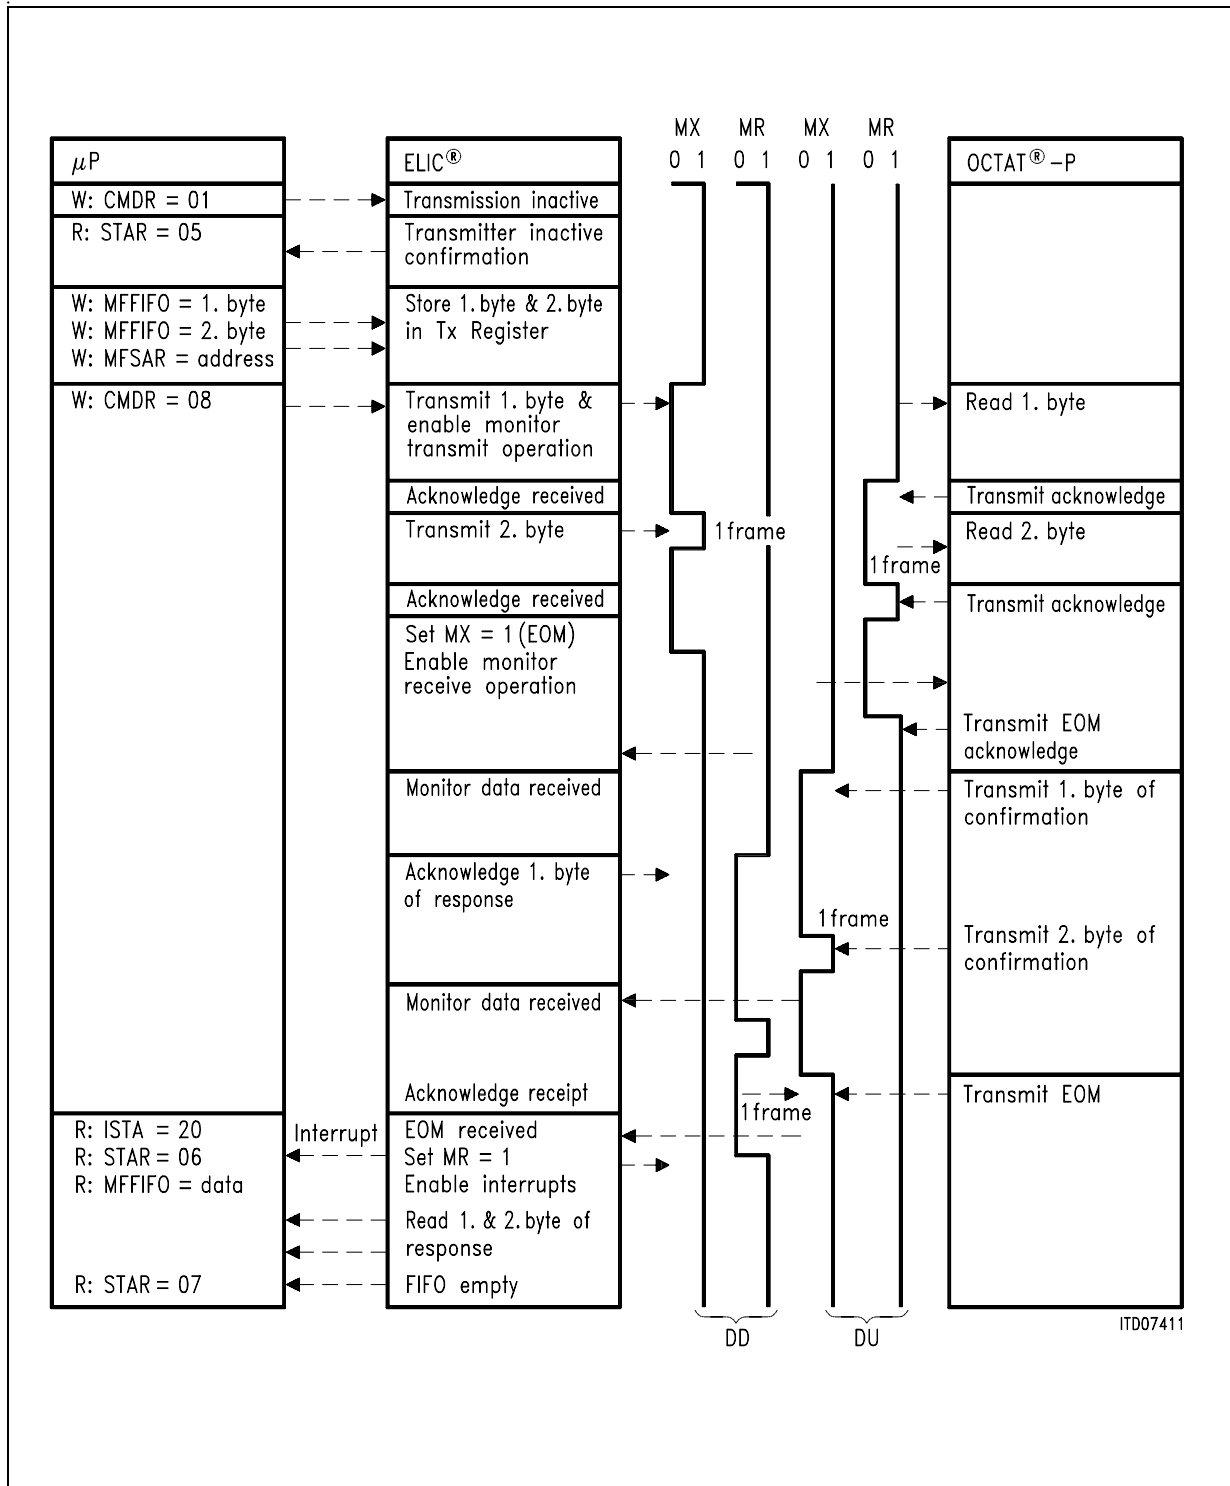 MX MR MX MR
0 1 0 1 0 1 0 1
μP
ELIC®
OCTAT®-P
W: CMDR = 01
Transmission inactive
R: STAR = 05
Transmitter inactive
confirmation
W: MFFIFO = 1. byte
W: MFFIFO = 2. byte
W: MFSAR = address
Store 1.byte & 2.byte
in Tx Register
W: CMDR = 08
Transmit 1. byte &
enable monitor
transmit operation
Read 1. byte
Acknowledge received
Transmit acknowledge
Transmit 2. byte
1 frame
Read 2. byte
1 frame
Acknowledge received
Transmit acknowledge
Set MX = 1 (EOM)
Enable monitor
receive operation
Transmit EOM
acknowledge
Monitor data received
Transmit 1. byte of
confirmation
Acknowledge 1. byte
of response
1 frame
Transmit 2. byte of
confirmation
Monitor data received
Acknowledge receipt
Transmit EOM
1 frame
R: ISTA = 20
R: STAR = 06
R: MFFIFO = data
Interrupt
EOM received
Set MR = 1
Enable interrupts
Read 1. & 2. byte of
response
R: STAR = 07
FIFO empty
DD
DU
ITD07411